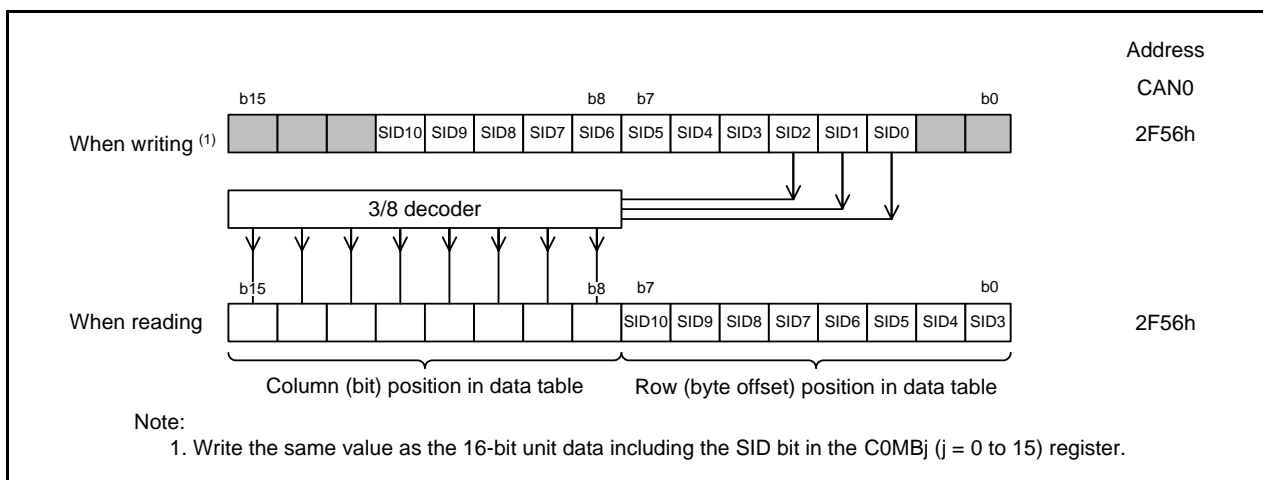 Address
CAN0
b15 b8 b7 b0
When writing (1) SID10 SID9 SID8 SID7 SID6 SID5 SID4 SID3 SID2 SID1 SID0 2F56h
3/8 decoder
b15 b8 b7 b0
When reading SID10 SID9 SID8 SID7 SID6 SID5 SID4 SID3 2F56h
Column (bit) position in data table Row (byte offset) position in data table
Note:
1. Write the same value as the 16-bit unit data including the SID bit in the C0MBj (j = 0 to 15) register.